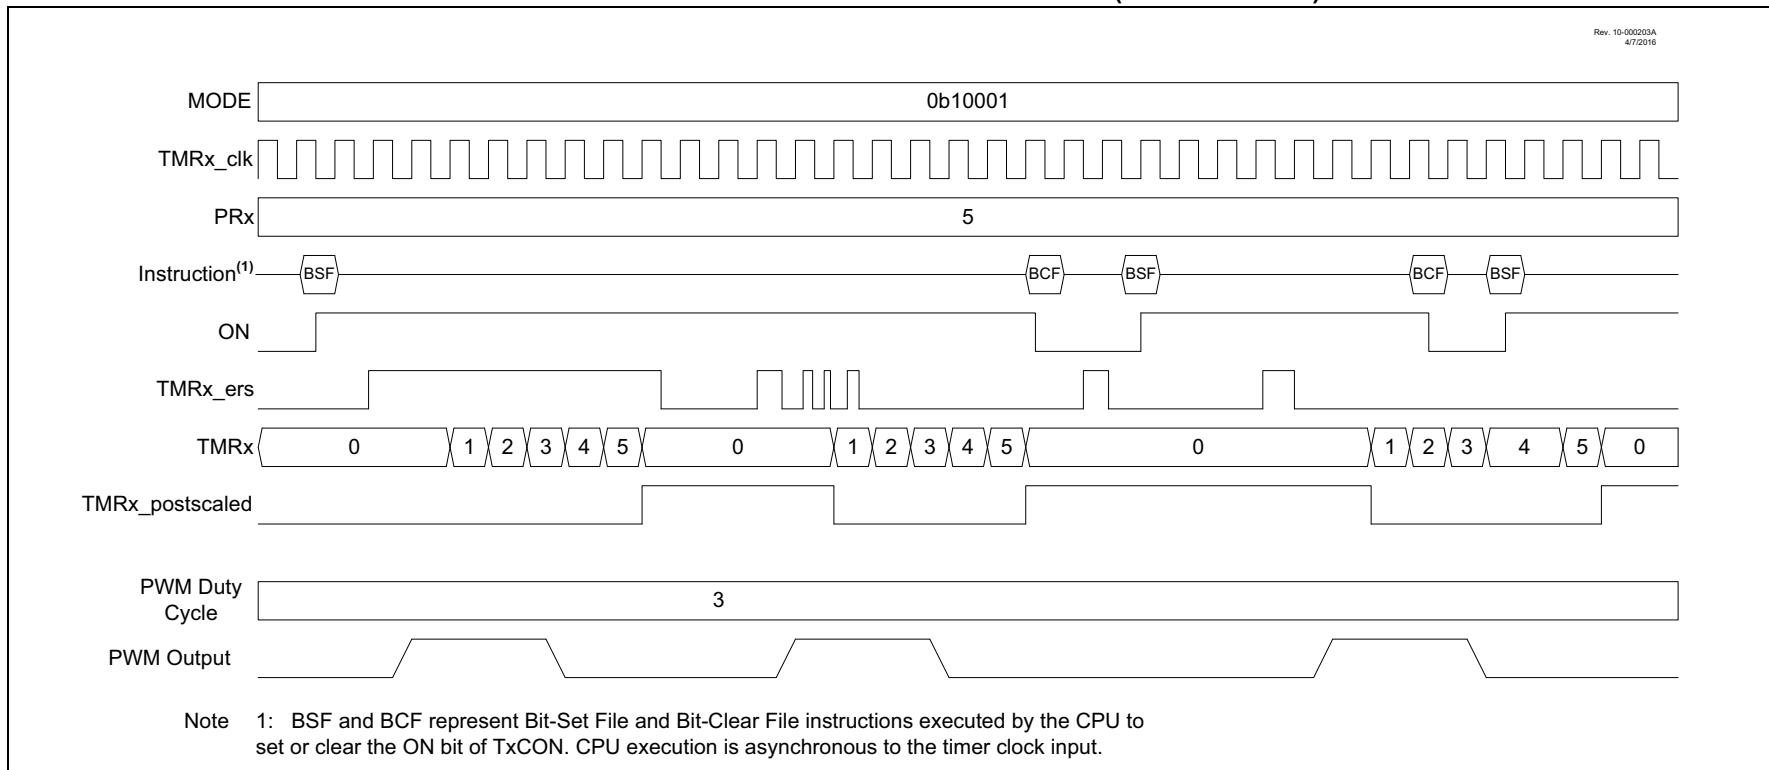 Rev. 10-000203A
4/7/2016
MODE 0b10001
TMRx_clk
PRx 5
Instruction(1) BSF BCF BSF BCF BSF
ON
TMRx_ers
TMRx 0 1 2 3 4 5 0 1 2 3 4 5 0 1 2 3 4 5 0
TMRx_postscaled
PWM Duty
Cycle 3
PWM Output
Note 1: BSF and BCF represent Bit-Set File and Bit-Clear File instructions executed by the CPU to
set or clear the ON bit of TxCON. CPU execution is asynchronous to the timer clock input.